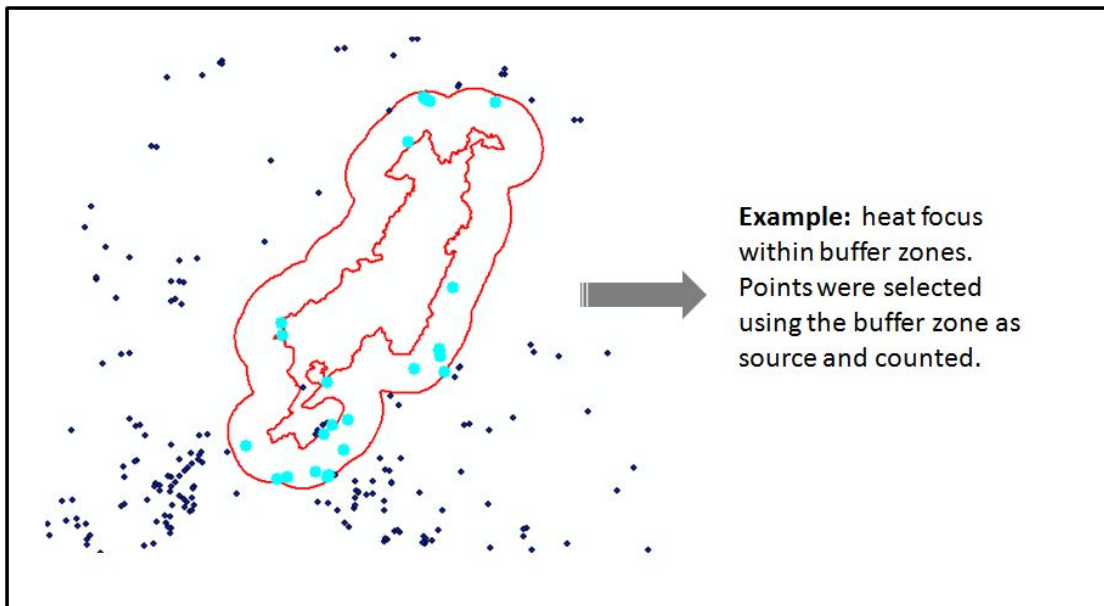 Example: heat focus
within buffer zones.
Points were selected
using the buffer zone as
source and counted.